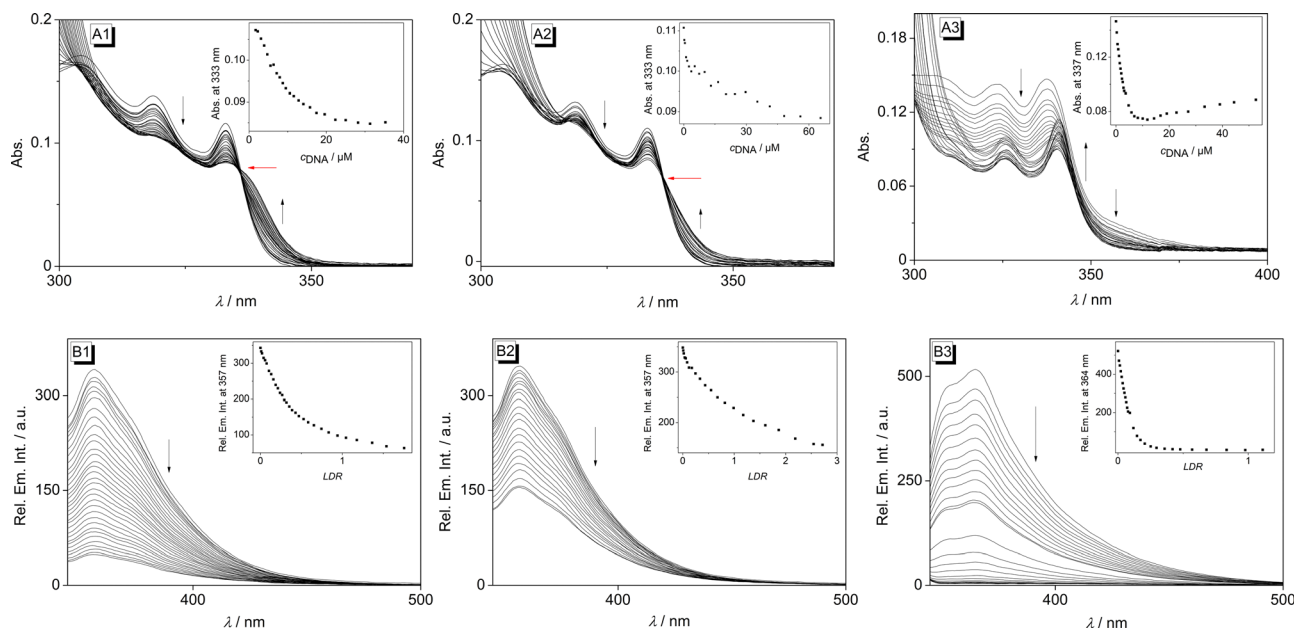 A1
0.2
0.1
0
Abs.
300
350
λ / nm
Abs. at 333 nm
0.10
0.09
0
20
40
cDNA / µM
A2
0.2
0.1
0
Abs.
300
350
λ / nm
Abs. at 333 nm
0.11
0.10
0.09
0
30
60
cDNA / µM
A3
0.18
0.12
0.06
0
Abs.
300
350
400
λ / nm
Abs. at 337 nm
0.12
0.08
0
20
40
cDNA / µM
B1
300
150
0
Rel. Em. Int. / a.u.
400
500
λ / nm
Rel. Em. Int. at 357 nm
300
200
100
0
1
LDR
B2
300
150
0
Rel. Em. Int. / a.u.
400
500
λ / nm
Rel. Em. Int. at 357 nm
300
200
0
1
2
3
LDR
B3
500
250
0
Rel. Em. Int. / a.u.
400
500
λ / nm
Rel. Em. Int. at 364 nm
400
200
0
0
1
LDR